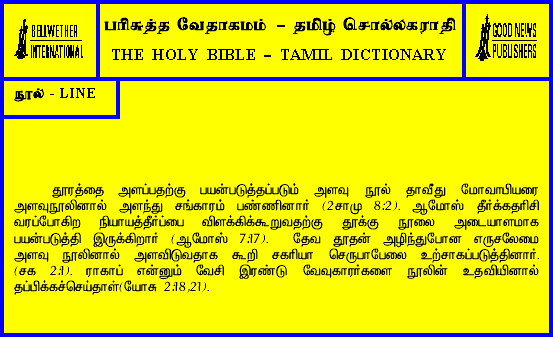 BELLWETHER
INTERNATIONAL
பரிசுத்த வேதாகமம் – தமிழ் சொல்லகராதி
THE HOLY BIBLE – TAMIL DICTIONARY
GOOD NEWS
PUBLISHERS
நூல் - LINE
தூரத்தை அளப்பதற்கு பயன்படுத்தப்படும் அளவு நூல் தாவீது மோவாபியரை
அளவுநூலினால் அளந்து சங்காரம் பண்ணினார் (2சாமு 8:2). ஆமோஸ் தீர்க்கதரிசி
வரப்போகிற நியாயத்தீர்ப்பை விளக்கிக்கூறுவதற்கு தூக்கு நூலை அடையாளமாக
பயன்படுத்தி இருக்கிறார் (ஆமோஸ் 7:17). தேவ தூதன் அழிந்துபோன எருசலேமை
அளவு நூலினால் அளவிடுவதாக கூறி சகரியா செருபாபேலை உற்சாகப்படுத்தினார்.
(சக 2:1). ராகாப் என்னும் வேசி இரண்டு வேவுகாரர்களை நூலின் உதவியினால்
தப்பிக்கச்செய்தாள்(யோசு 2:18,21).